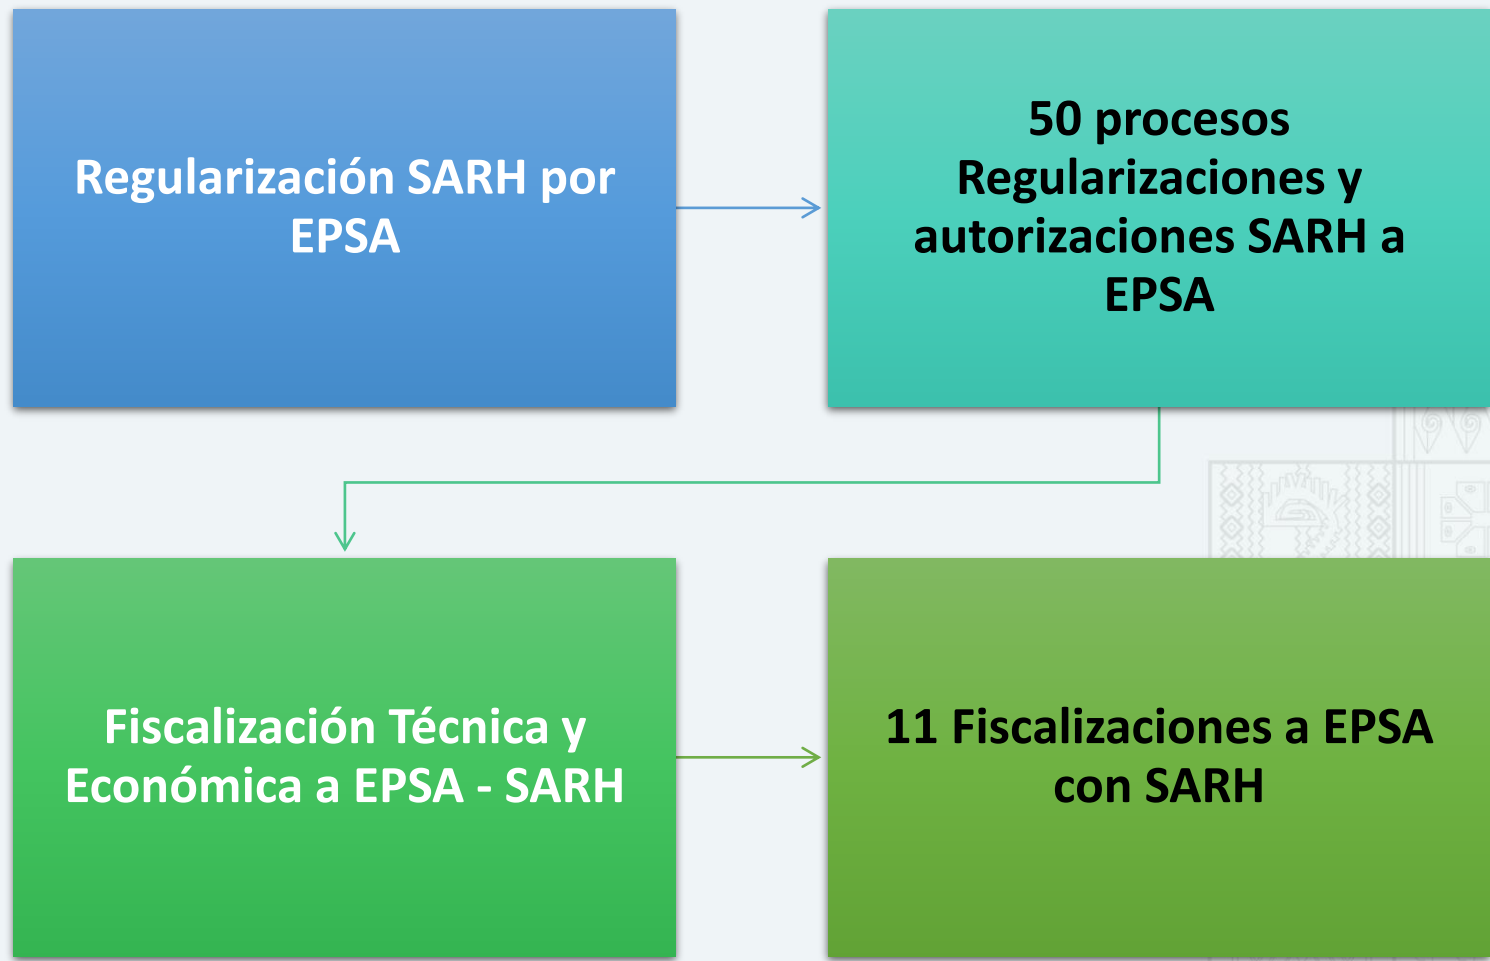 Regularización SARH por
EPSA
50 procesos
Regularizaciones y
autorizaciones SARH a
EPSA
Fiscalización Técnica y
Económica a EPSA - SARH
11 Fiscalizaciones a EPSA
con SARH